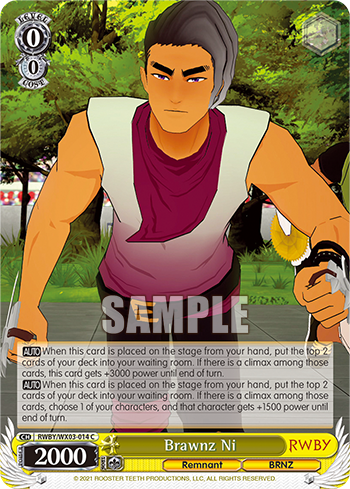 LEVEL
0
0
COST
SAMPLE
AUTO When this card is placed on the stage from your hand, put the top 2
cards of your deck into your waiting room. If there is a climax among those
cards, this card gets +3000 power until end of turn.
AUTO When this card is placed on the stage from your hand, put the top 2
cards of your deck into your waiting room. If there is a climax among those
cards, choose 1 of your characters, and that character gets +1500 power until
end of turn.
CH RWBY/WX03-014 C
Brawnz Ni
RWBY
POWER
2000
Remnant
BRNZ
© 2021 ROOSTER TEETH PRODUCTIONS, LLC, ALL RIGHTS RESERVED.